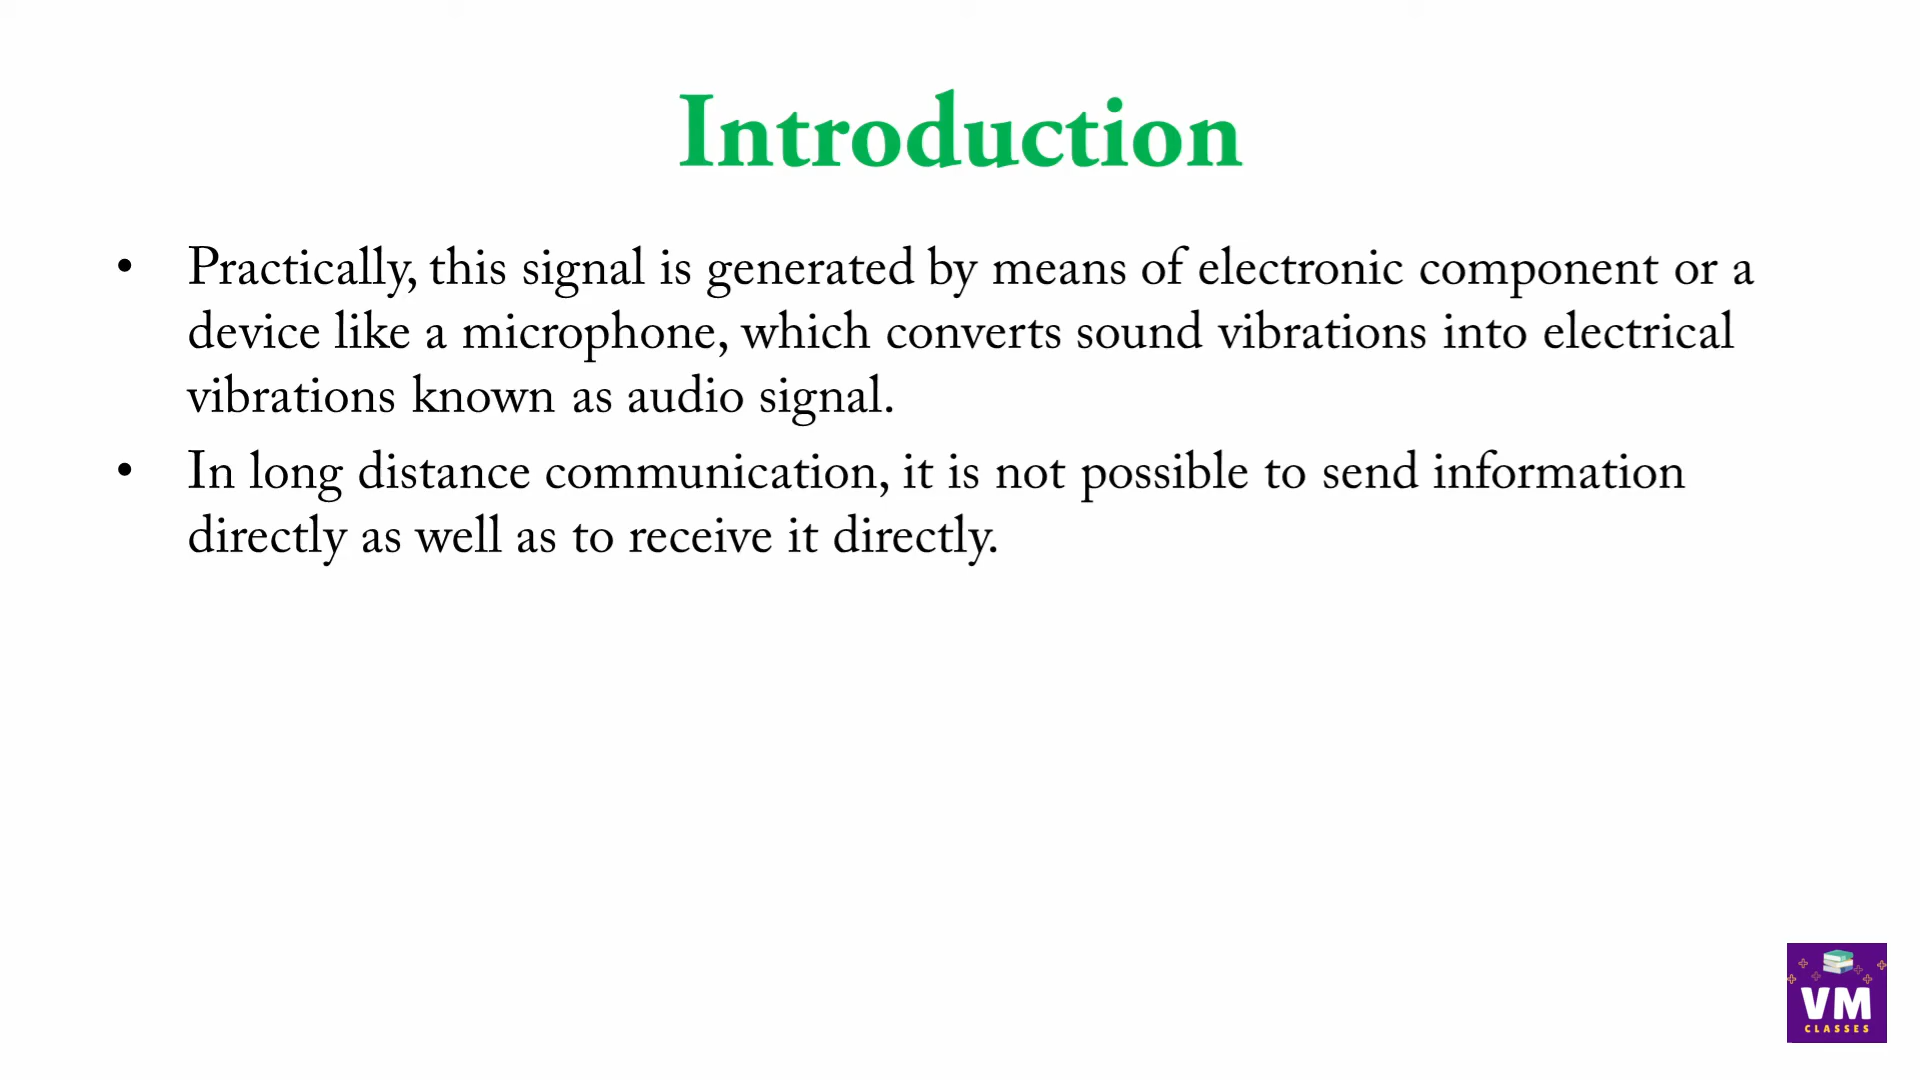 Introduction
• Practically, this signal is generated by means of electronic component or a
device like a microphone, which converts sound vibrations into electrical
vibrations known as audio signal.
• In long distance communication, it is not possible to send information
directly as well as to receive it directly.
VM
CLASSES